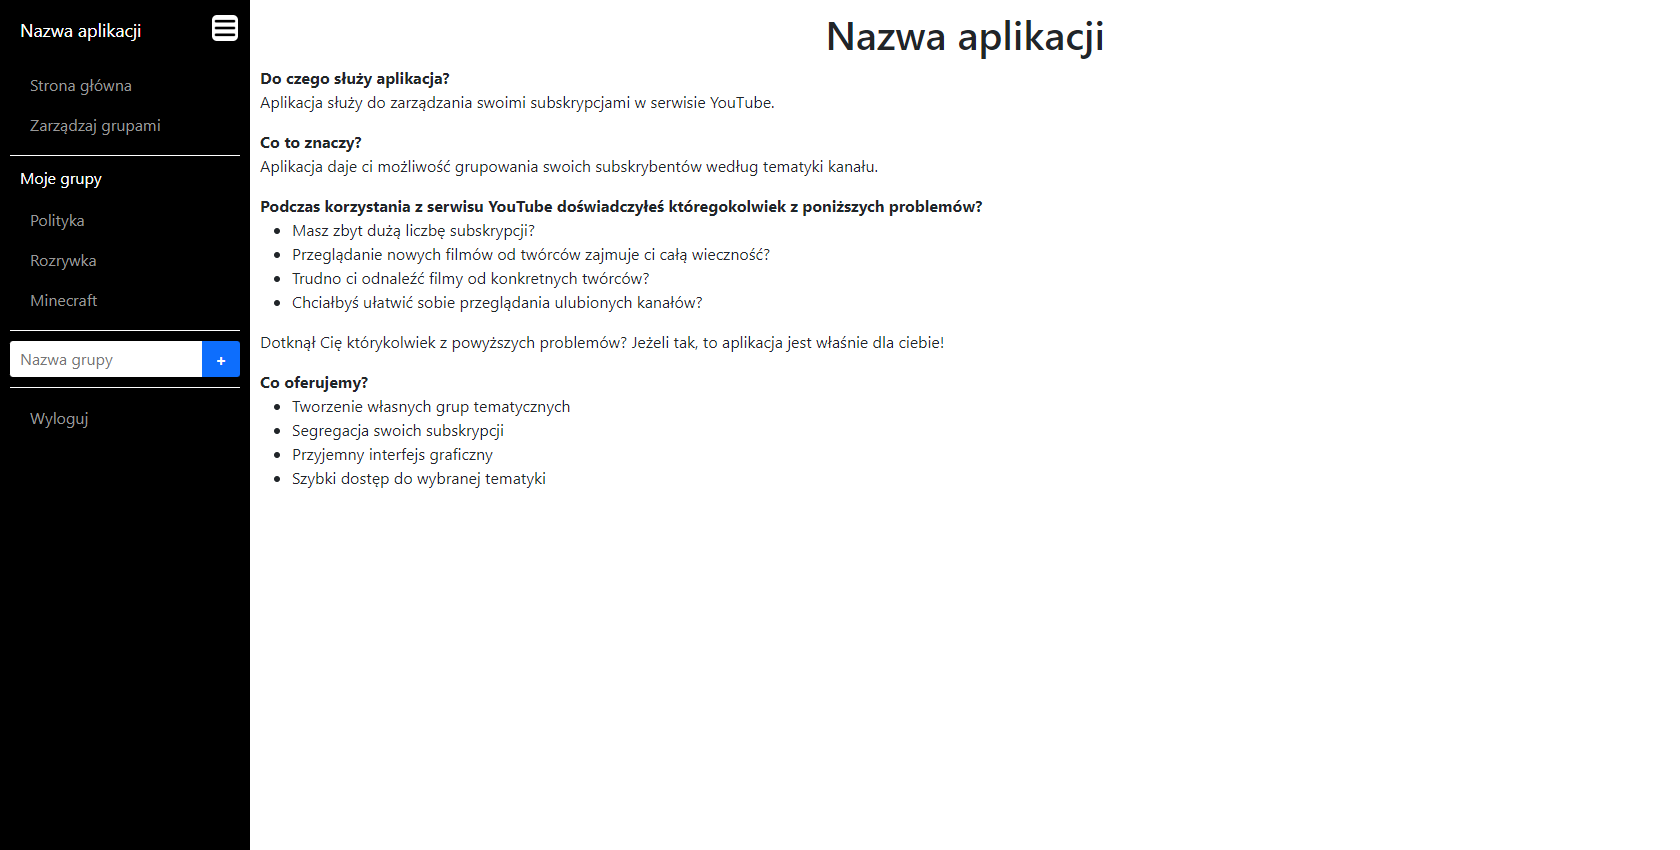 Nazwa aplikacji
Strona główna
Zarządzaj grupami
Moje grupy
Polityka
Rozrywka
Minecraft
Nazwa grupy +
Wyloguj
Nazwa aplikacji
Do czego służy aplikacja?
Aplikacja służy do zarządzania swoimi subskrypcjami w serwisie YouTube.
Co to znaczy?
Aplikacja daje ci możliwość grupowania swoich subskrybentów według tematyki kanału.
Podczas korzystania z serwisu YouTube doświadczyłeś któregokolwiek z poniższych problemów?
• Masz zbyt dużą liczbę subskrypcji?
• Przeglądanie nowych filmów od twórców zajmuje ci całą wieczność?
• Trudno ci odnaleźć filmy od konkretnych twórców?
• Chciałbyś ułatwić sobie przeglądania ulubionych kanałów?
Dotknął Cię którykolwiek z powyższych problemów? Jeżeli tak, to aplikacja jest właśnie dla ciebie!
Co oferujemy?
• Tworzenie własnych grup tematycznych
• Segregacja swoich subskrypcji
• Przyjemny interfejs graficzny
• Szybki dostęp do wybranej tematyki